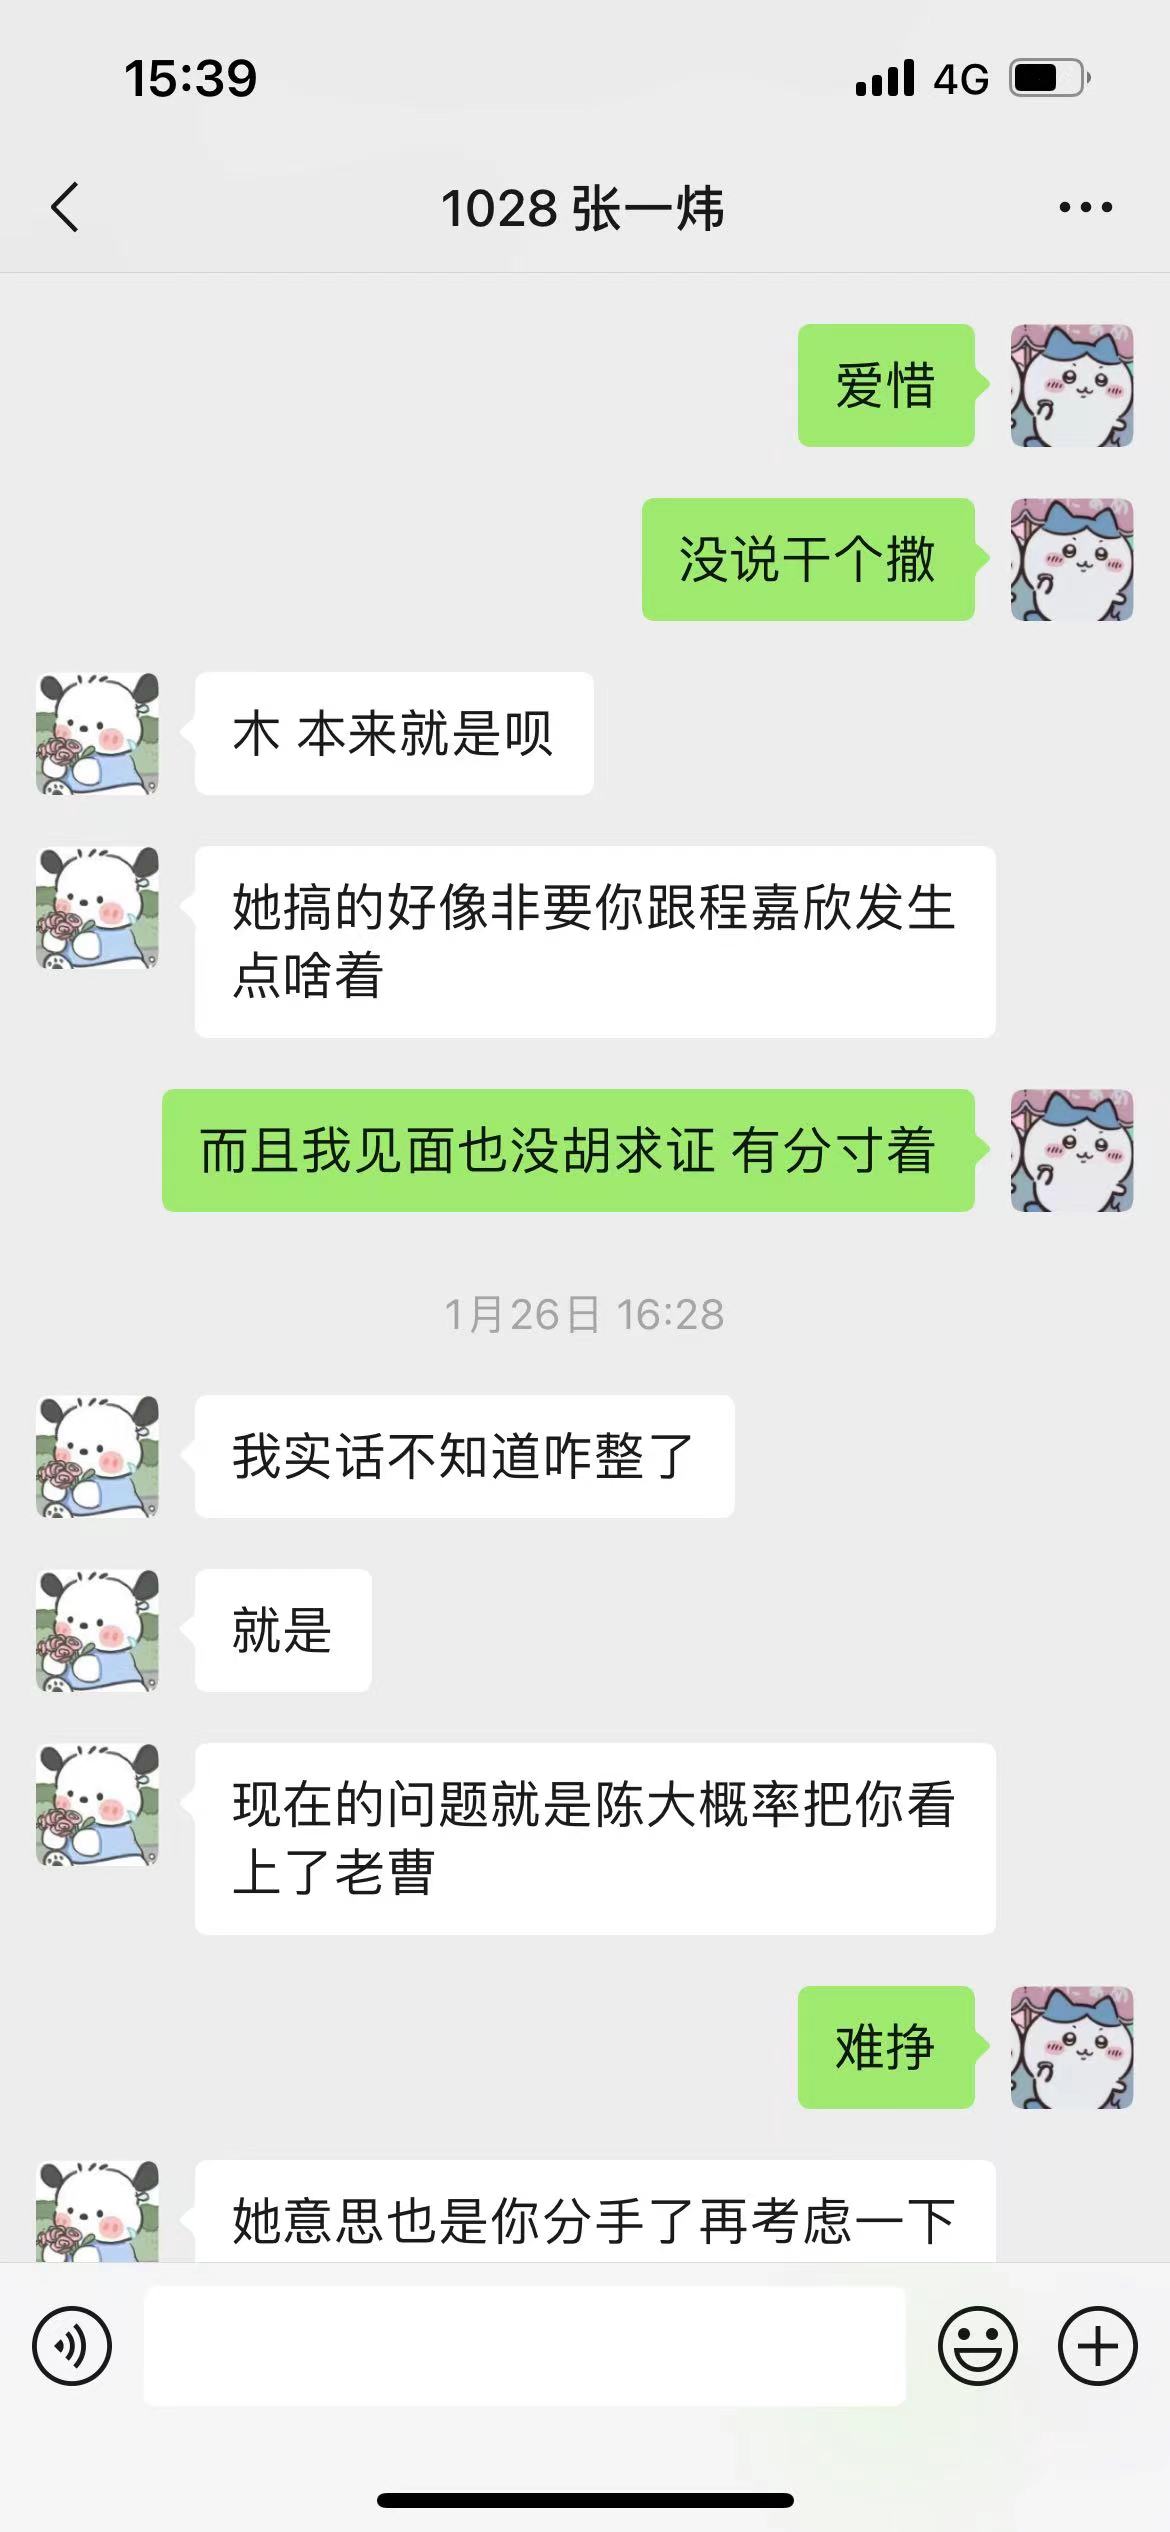 15:39
4G
1028 张一炜
爱惜
没说干个撒
木 本来就是呗
她搞的好像非要你跟程嘉欣发生
点啥着
而且我见面也没胡求证 有分寸着
1月26日 16:28
我实话不知道咋整了
就是
现在的问题就是陈大概率把你看
上了老曹
难挣
她意思也是你分手了再考虑一下